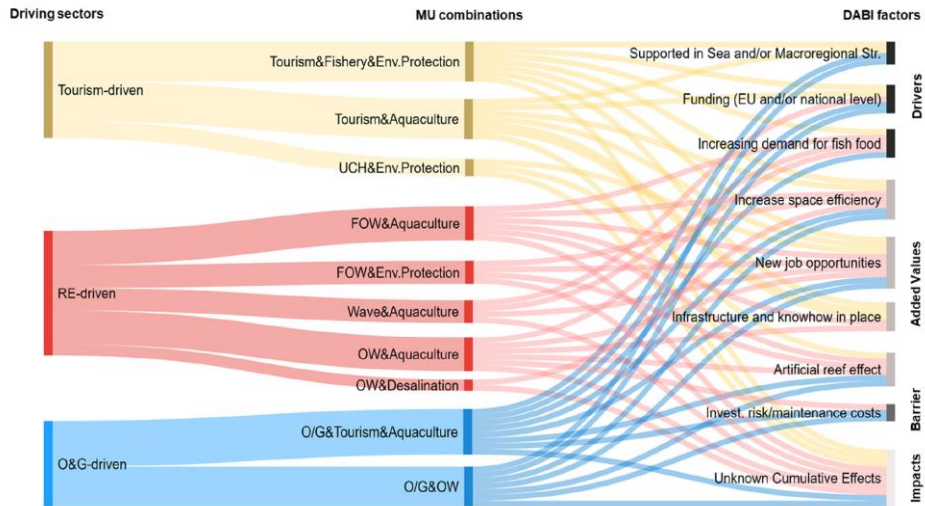 Driving sectors
MU combinations
DABI factors
Tourism-driven
RE-driven
O&G-driven
Tourism&Fishery&Env.Protection
Tourism&Aquaculture
UCH&Env.Protection
FOW&Aquaculture
FOW&Env.Protection
Wave&Aquaculture
OW&Aquaculture
OW&Desalination
O/G&Tourism&Aquaculture
O/G&OW
Supported in Sea and/or Macroregional Str.
Funding (EU and/or national level)
Increasing demand for fish food
Increase space efficiency
New job opportunities
Infrastructure and knowhow in place
Artificial reef effect
Invest. risk/maintenance costs
Unknown Cumulative Effects
Drivers
Added Values
Barrier
Impacts